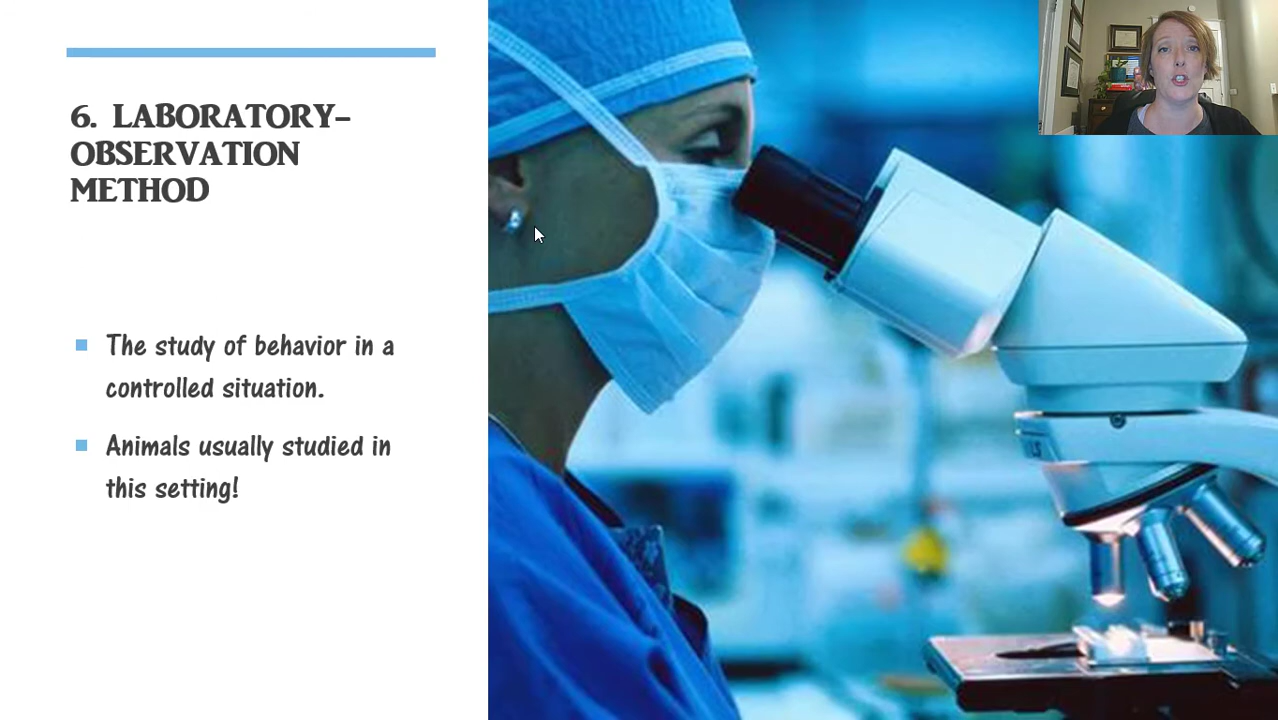 6. LABORATORY-
OBSERVATION
METHOD
The study of behavior in a
controlled situation.
Animals usually studied in
this setting!